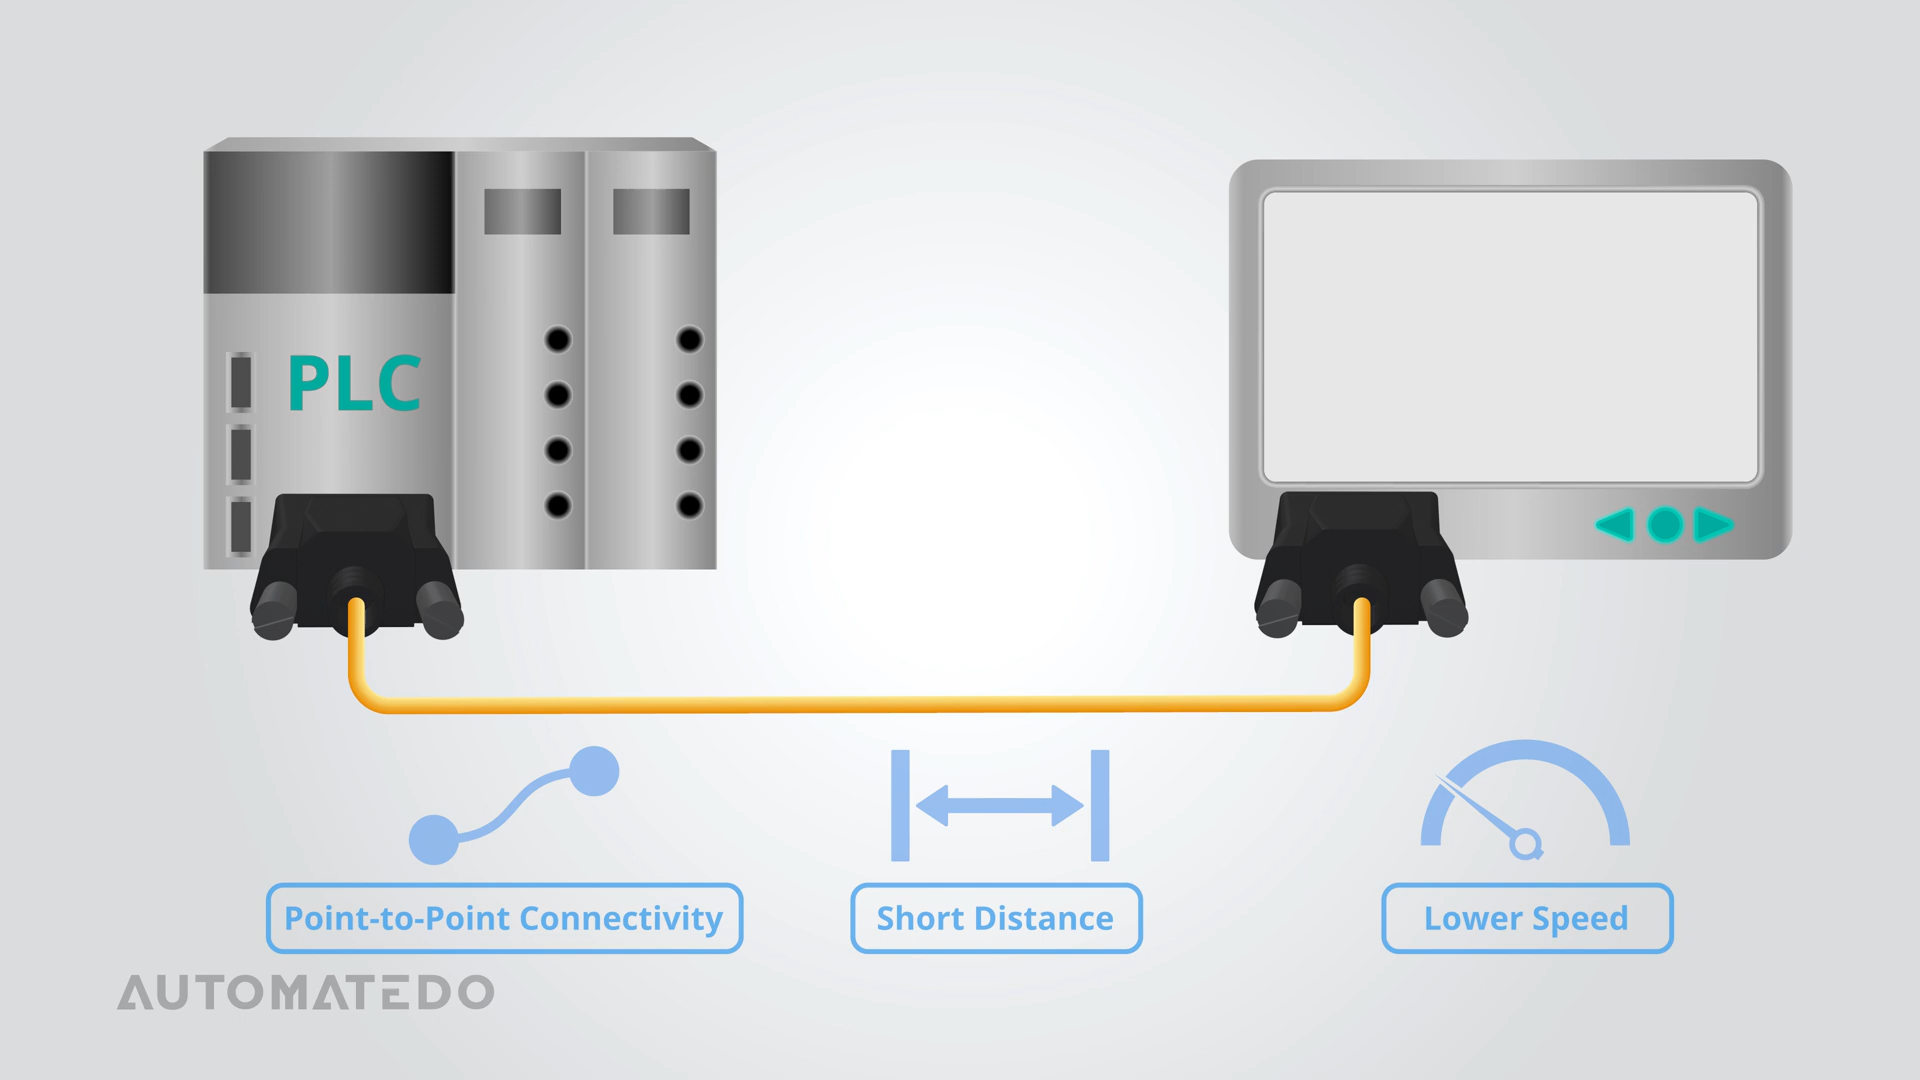 PLC
Point-to-Point Connectivity
Short Distance
Lower Speed
AUTOMATEDO